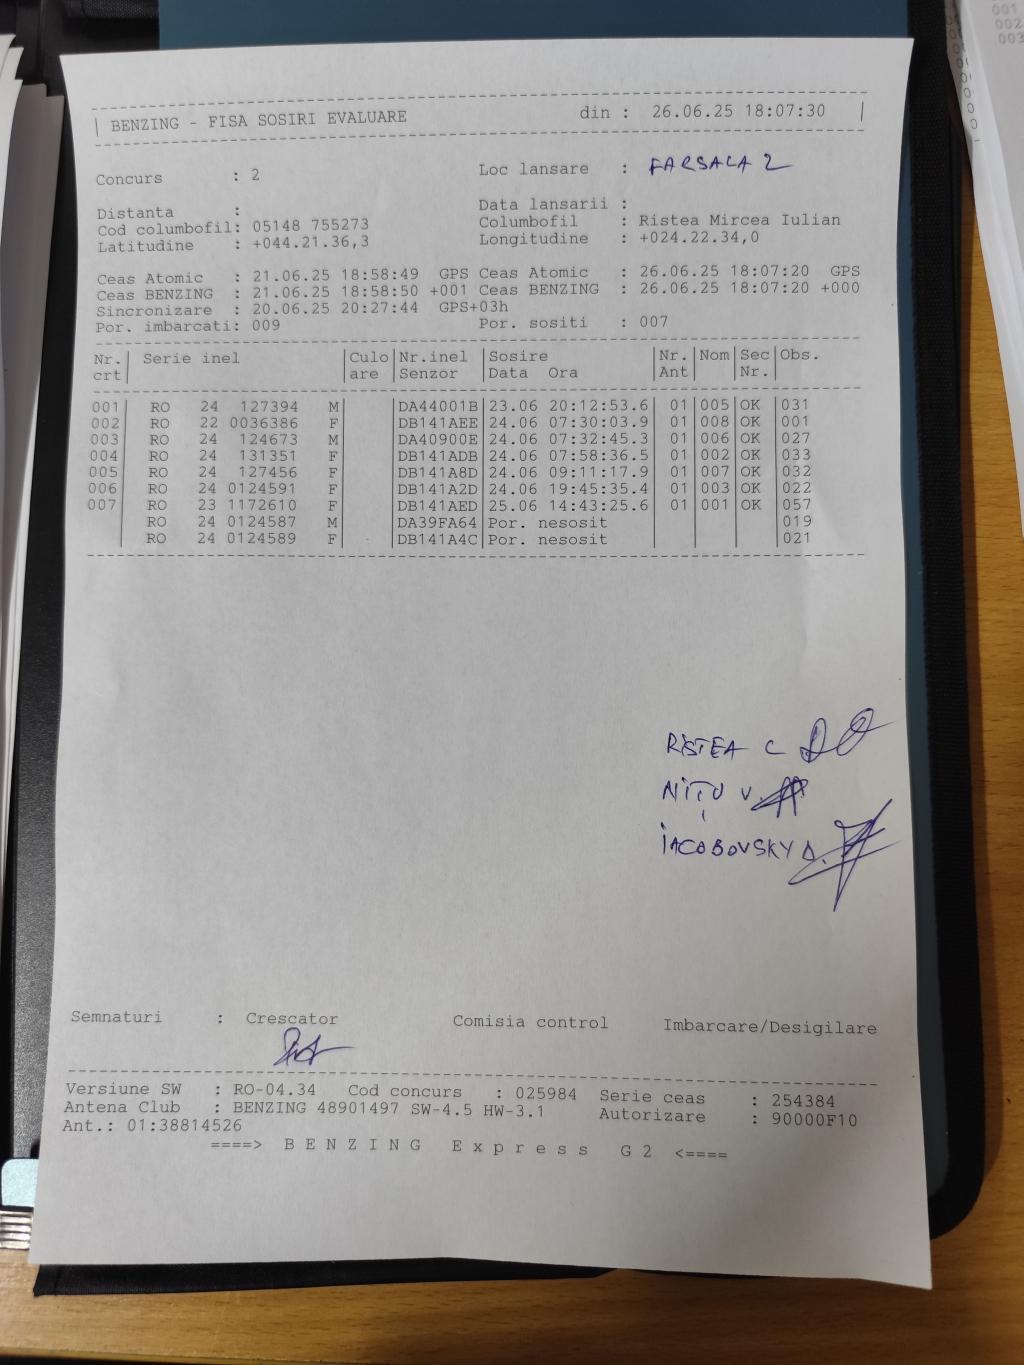 | BENZING - FISA SOSIRI EVALUARE din : 26.06.25 18:07:30 |
Concurs : 2 Loc lansare : FARSALA 2
Distanta : Data lansarii :
Cod columbofil: 05148 755273 Columbofil : Ristea Mircea Iulian
Latitudine : +044.21.36,3 Longitudine : +024.22.34,0
Ceas Atomic : 21.06.25 18:58:49 GPS Ceas Atomic : 26.06.25 18:07:20 GPS
Ceas BENZING : 21.06.25 18:58:50 +001 Ceas BENZING : 26.06.25 18:07:20 +000
Sincronizare : 20.06.25 20:27:44 GPS+03h
Por. imbarcati: 009 Por. sositi : 007
Nr. | Serie inel | Culo | Nr.inel | Sosire | Nr. | Nom | Sec | Obs.
crt | | are | Senzor | Data Ora | Ant | | Nr. |
001 | RO 24 127394 M | | DA44001B | 23.06 20:12:53.6 | 01 | 005 | OK | 031
002 | RO 22 0036386 F | | DB141AEE | 24.06 07:30:03.9 | 01 | 008 | OK | 001
003 | RO 24 124673 M | | DA40900E | 24.06 07:32:45.3 | 01 | 006 | OK | 027
004 | RO 24 131351 F | | DB141ADB | 24.06 07:58:36.5 | 01 | 002 | OK | 033
005 | RO 24 127456 F | | DB141A8D | 24.06 09:11:17.9 | 01 | 007 | OK | 032
006 | RO 24 0124591 F | | DB141A2D | 24.06 19:45:35.4 | 01 | 003 | OK | 022
007 | RO 23 1172610 F | | DB141AED | 25.06 14:43:25.6 | 01 | 001 | OK | 057
| RO 24 0124587 M | | DA39FA64 | Por. nesosit | | | | 019
| RO 24 0124589 F | | DB141A4C | Por. nesosit | | | | 021
RISTEA C
NIȚU V.
IACOBOVSKY D.
Semnaturi : Crescator Comisia control Imbarcare/Desigilare
Versiune SW : RO-04.34 Cod concurs : 025984 Serie ceas : 254384
Antena Club : BENZING 48901497 SW-4.5 HW-3.1 Autorizare : 90000F10
Ant.: 01:38814526
====> B E N Z I N G E x p r e s s G 2 <====
001
002
003